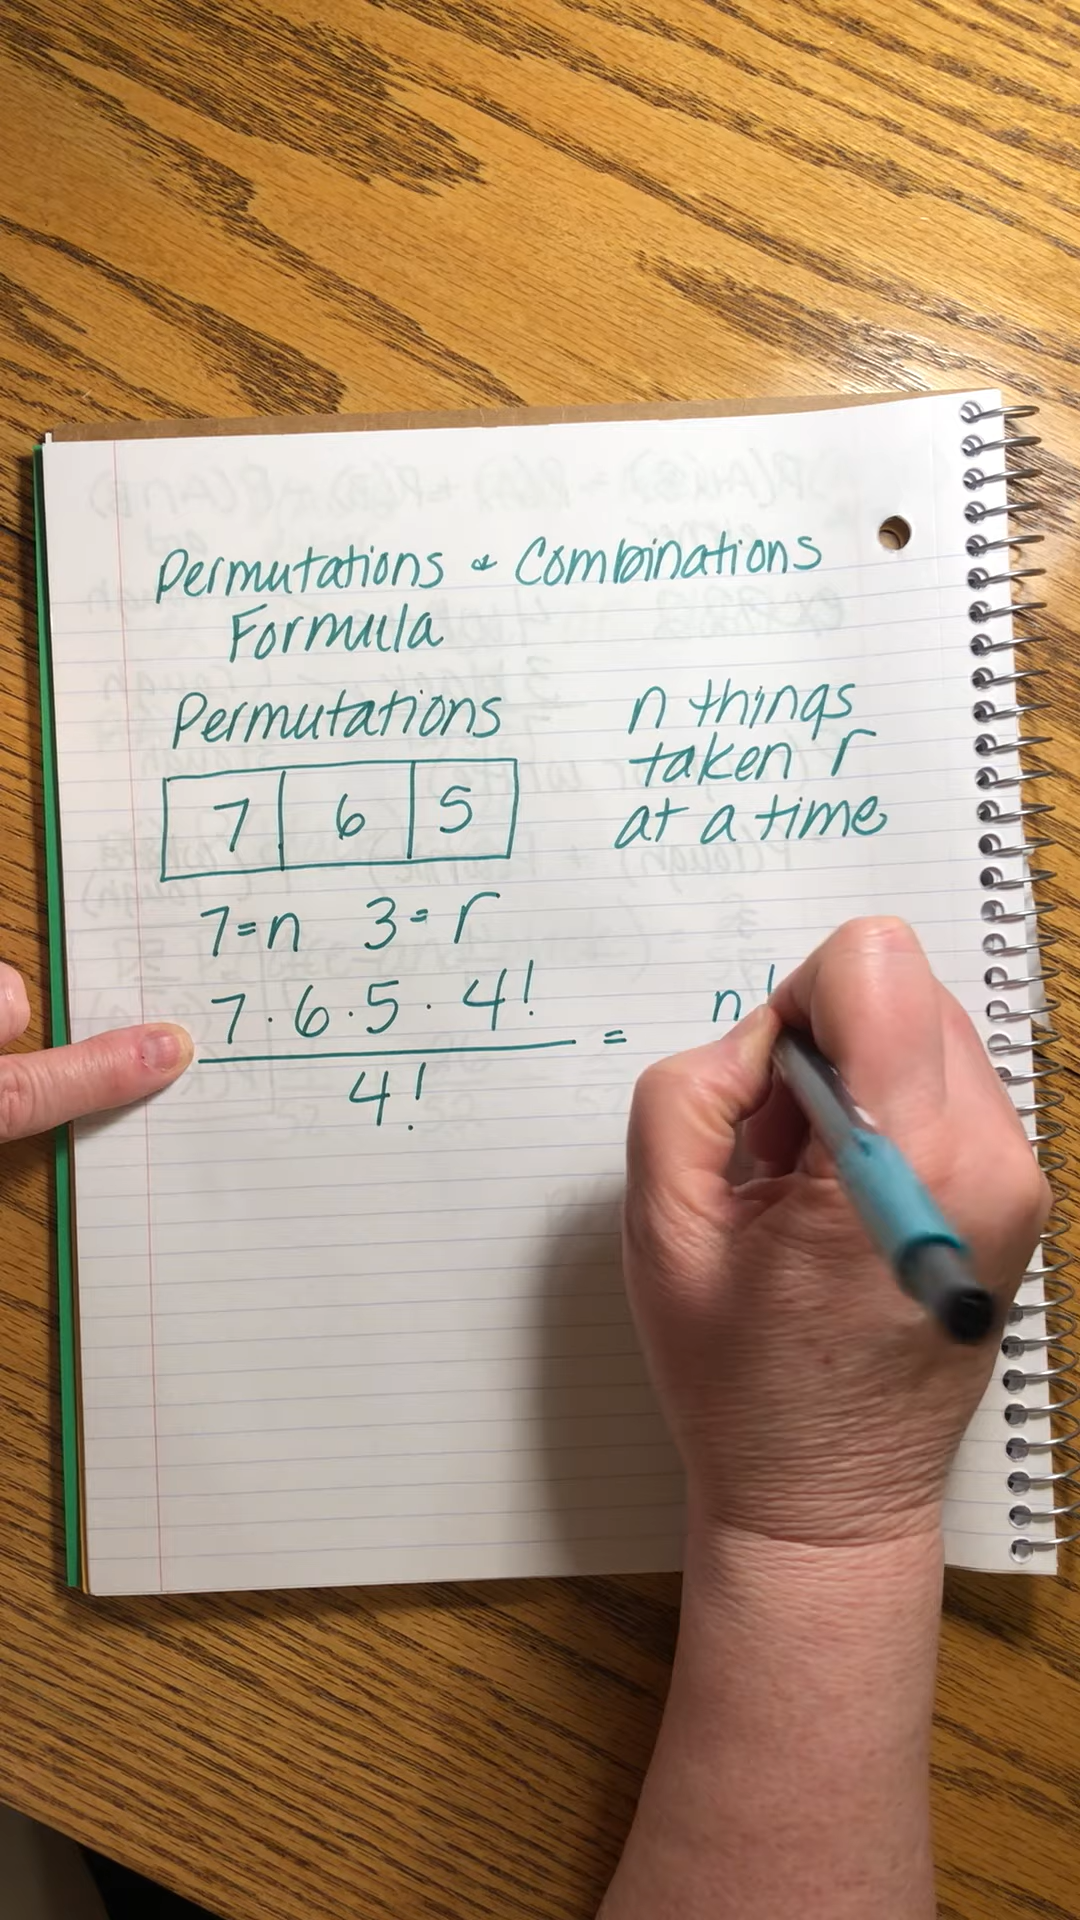 Permutations & Combinations
Formula
Permutations
7 6 5
n things
taken r
at a time
7=n 3=r
7·6·5·4!
4!
= n!